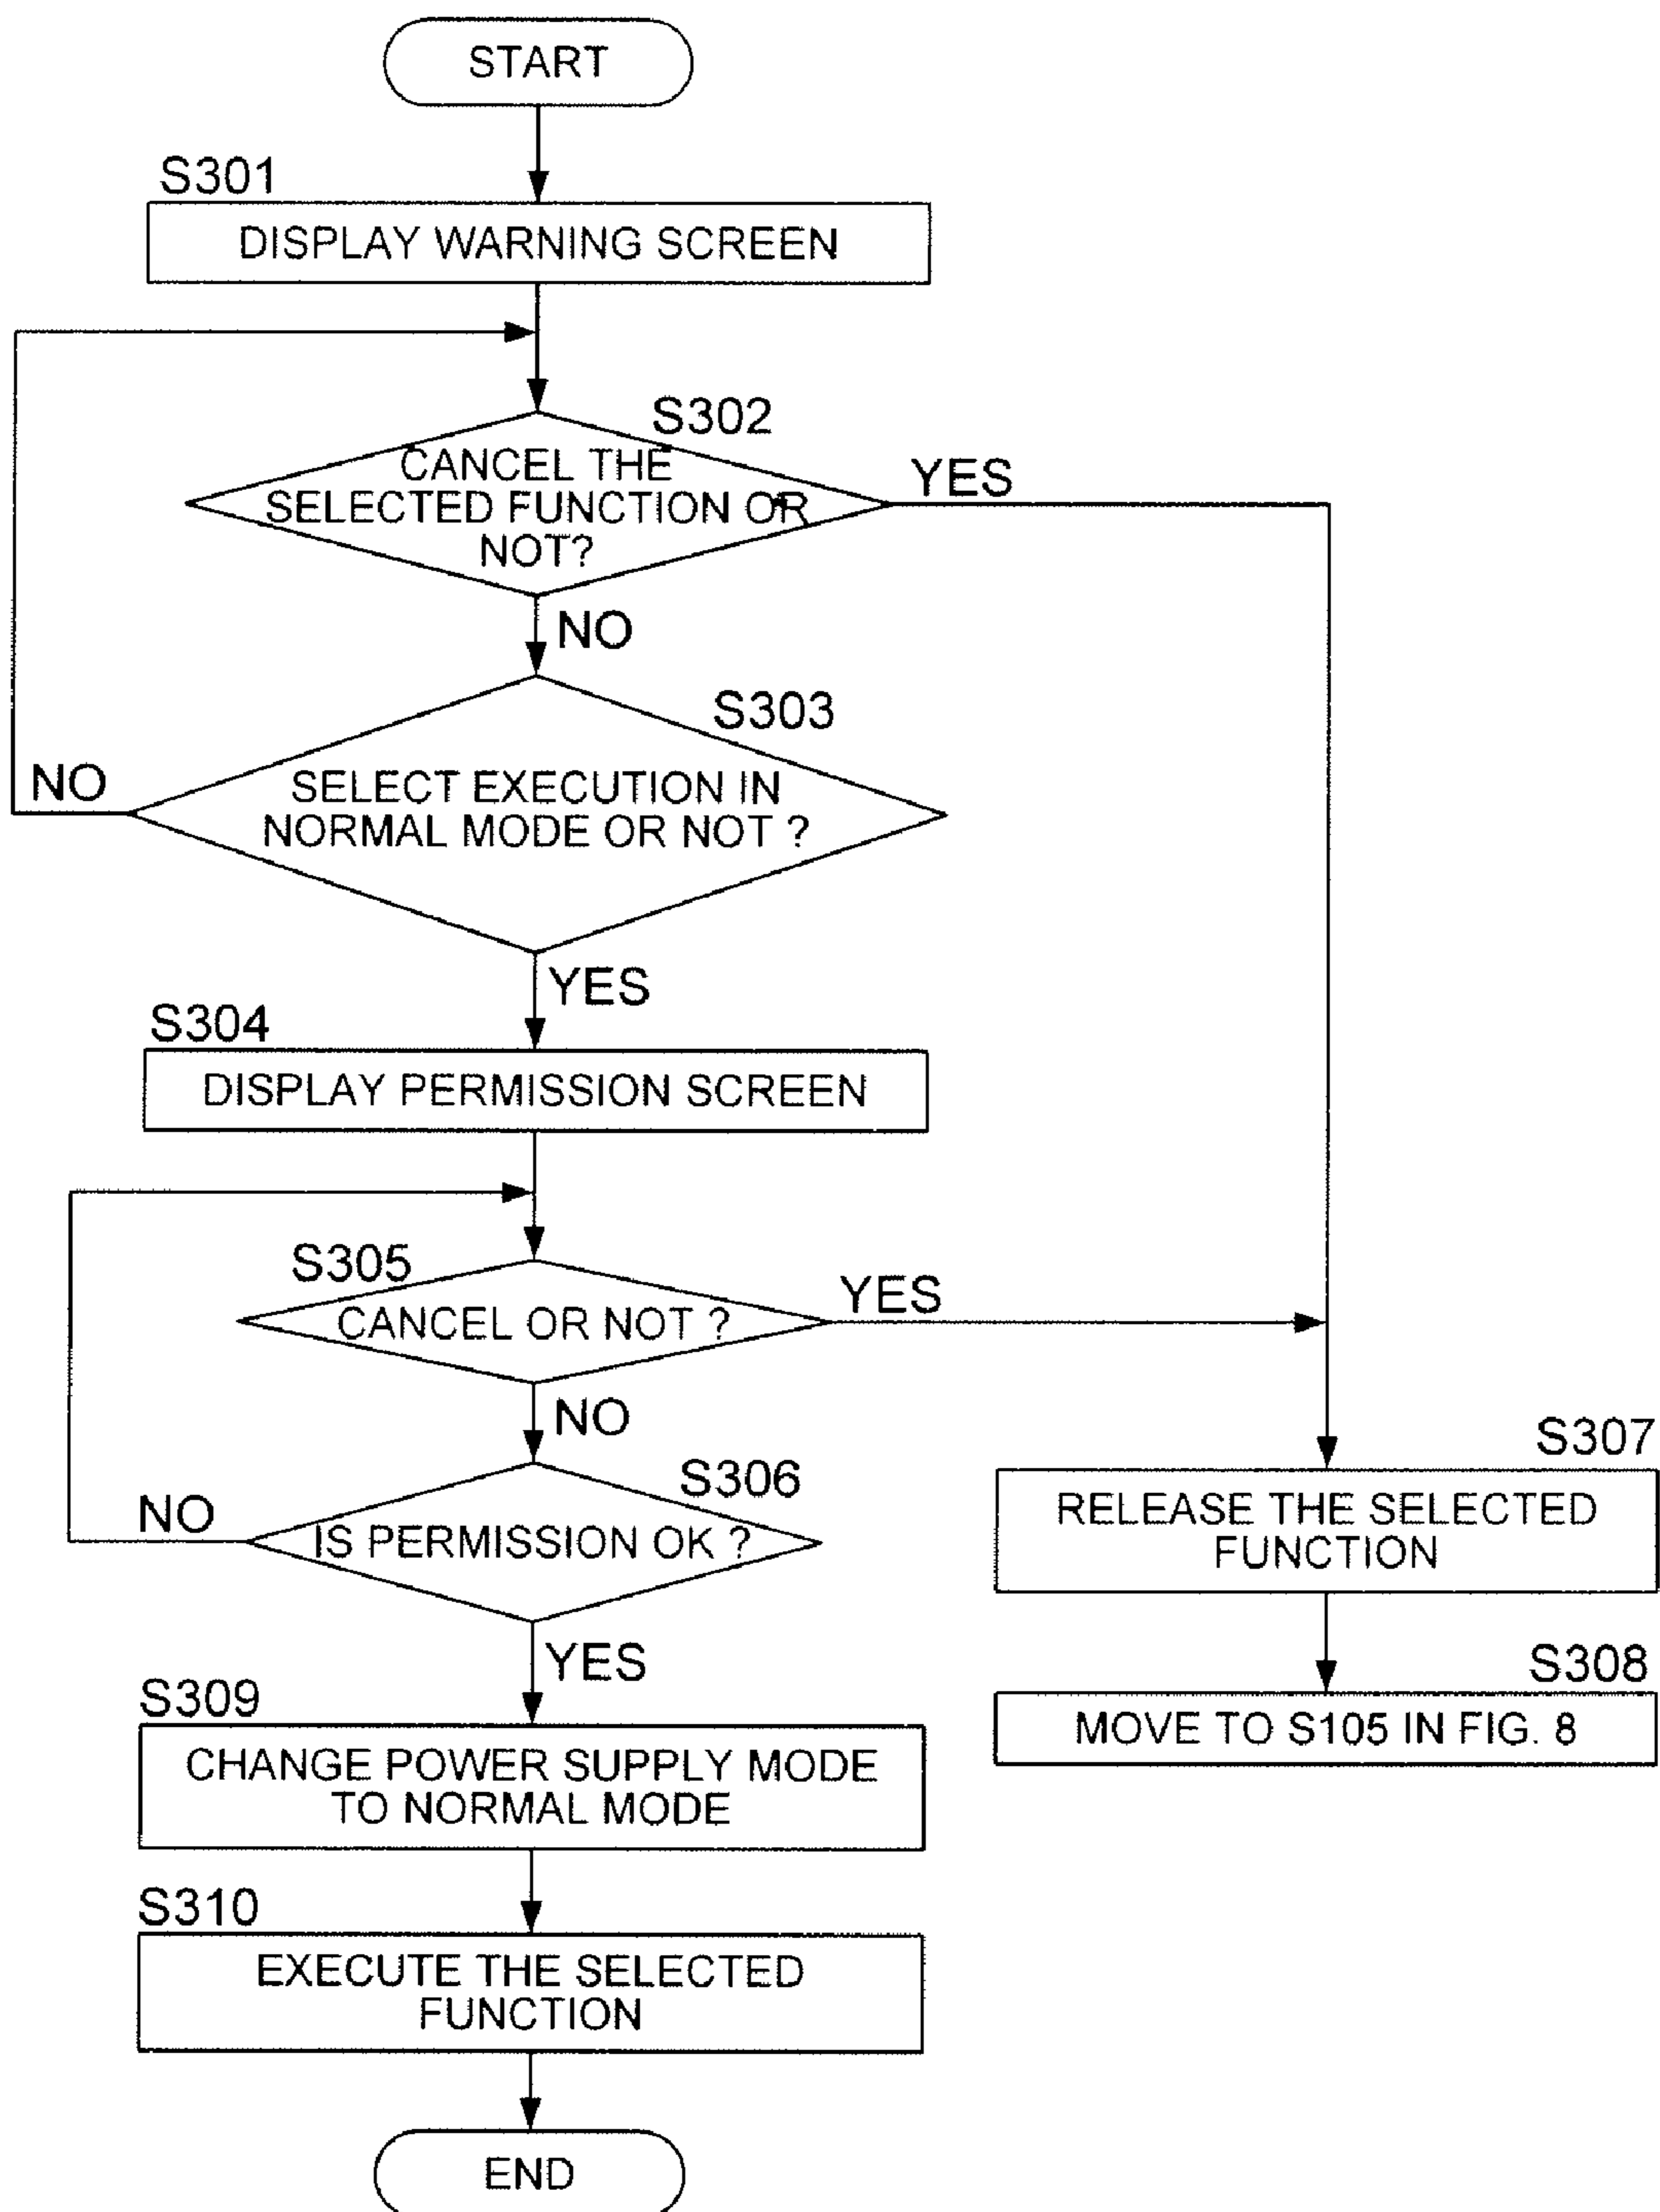 START
S301
DISPLAY WARNING SCREEN
S302
CANCEL THE
SELECTED FUNCTION OR
NOT?
YES
NO
S303
SELECT EXECUTION IN
NORMAL MODE OR NOT ?
NO
YES
S304
DISPLAY PERMISSION SCREEN
S305
CANCEL OR NOT ?
YES
NO
S306
IS PERMISSION OK ?
NO
YES
S307
RELEASE THE SELECTED
FUNCTION
S308
MOVE TO S105 IN FIG. 8
S309
CHANGE POWER SUPPLY MODE
TO NORMAL MODE
S310
EXECUTE THE SELECTED
FUNCTION
END